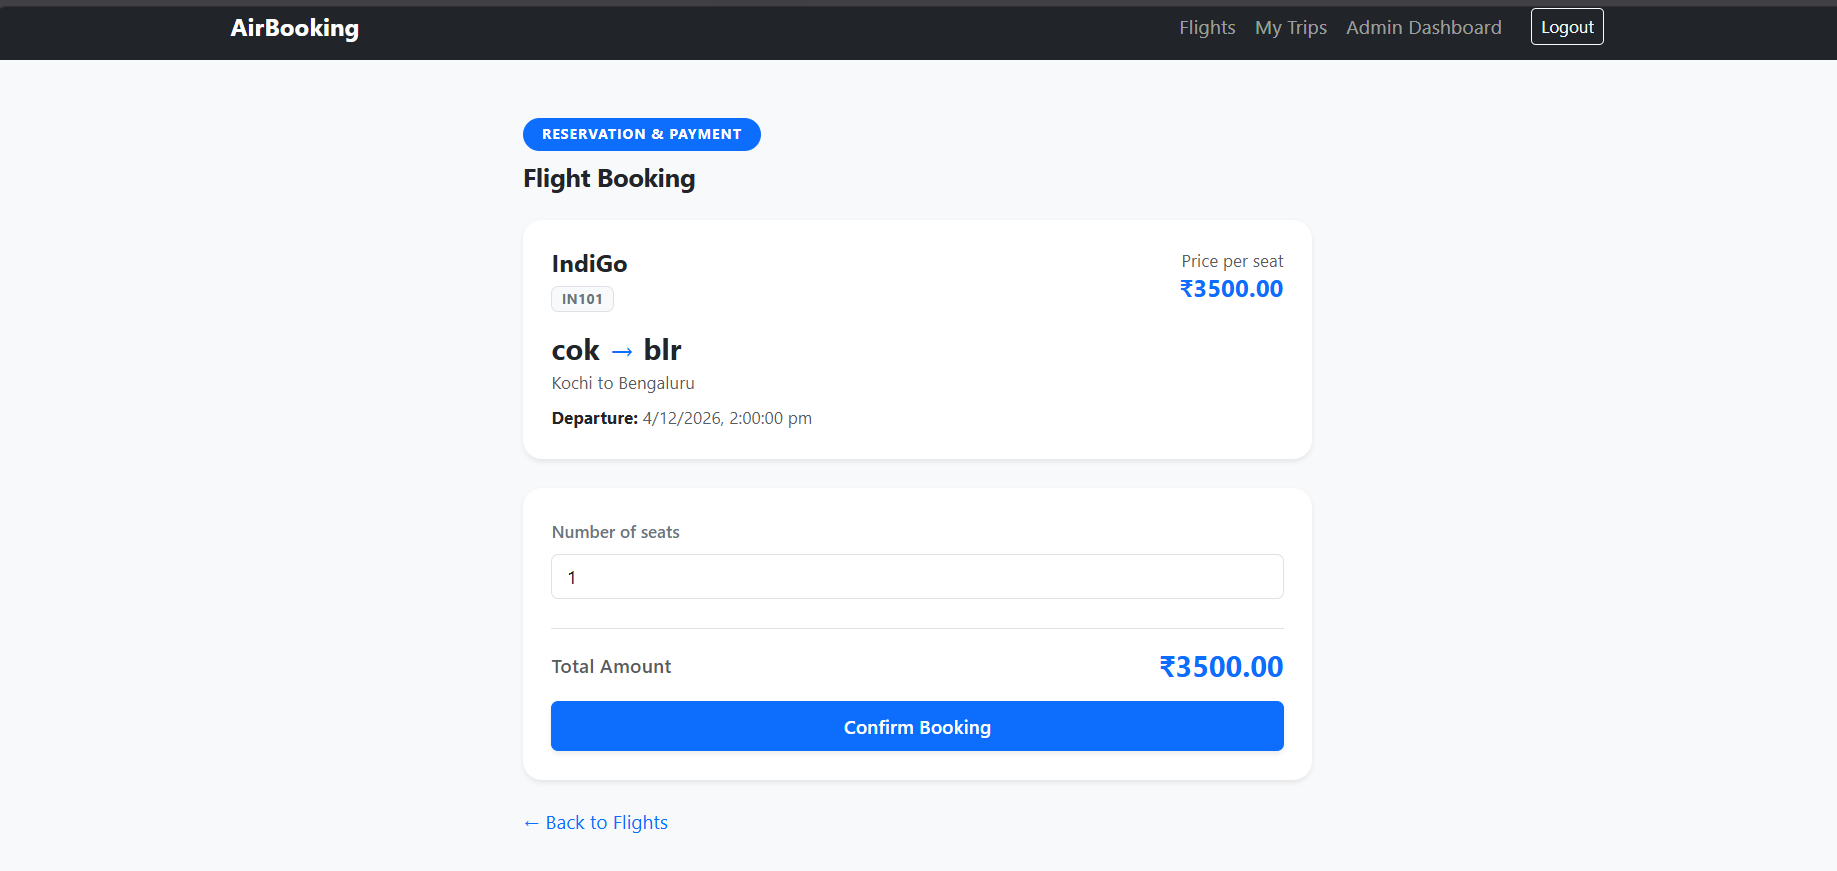 AirBooking Flights My Trips Admin Dashboard Logout
RESERVATION & PAYMENT
Flight Booking
IndiGo
Price per seat
IN101
₹3500.00
cok → blr
Kochi to Bengaluru
Departure: 4/12/2026, 2:00:00 pm
Number of seats
1
Total Amount ₹3500.00
Confirm Booking
← Back to Flights